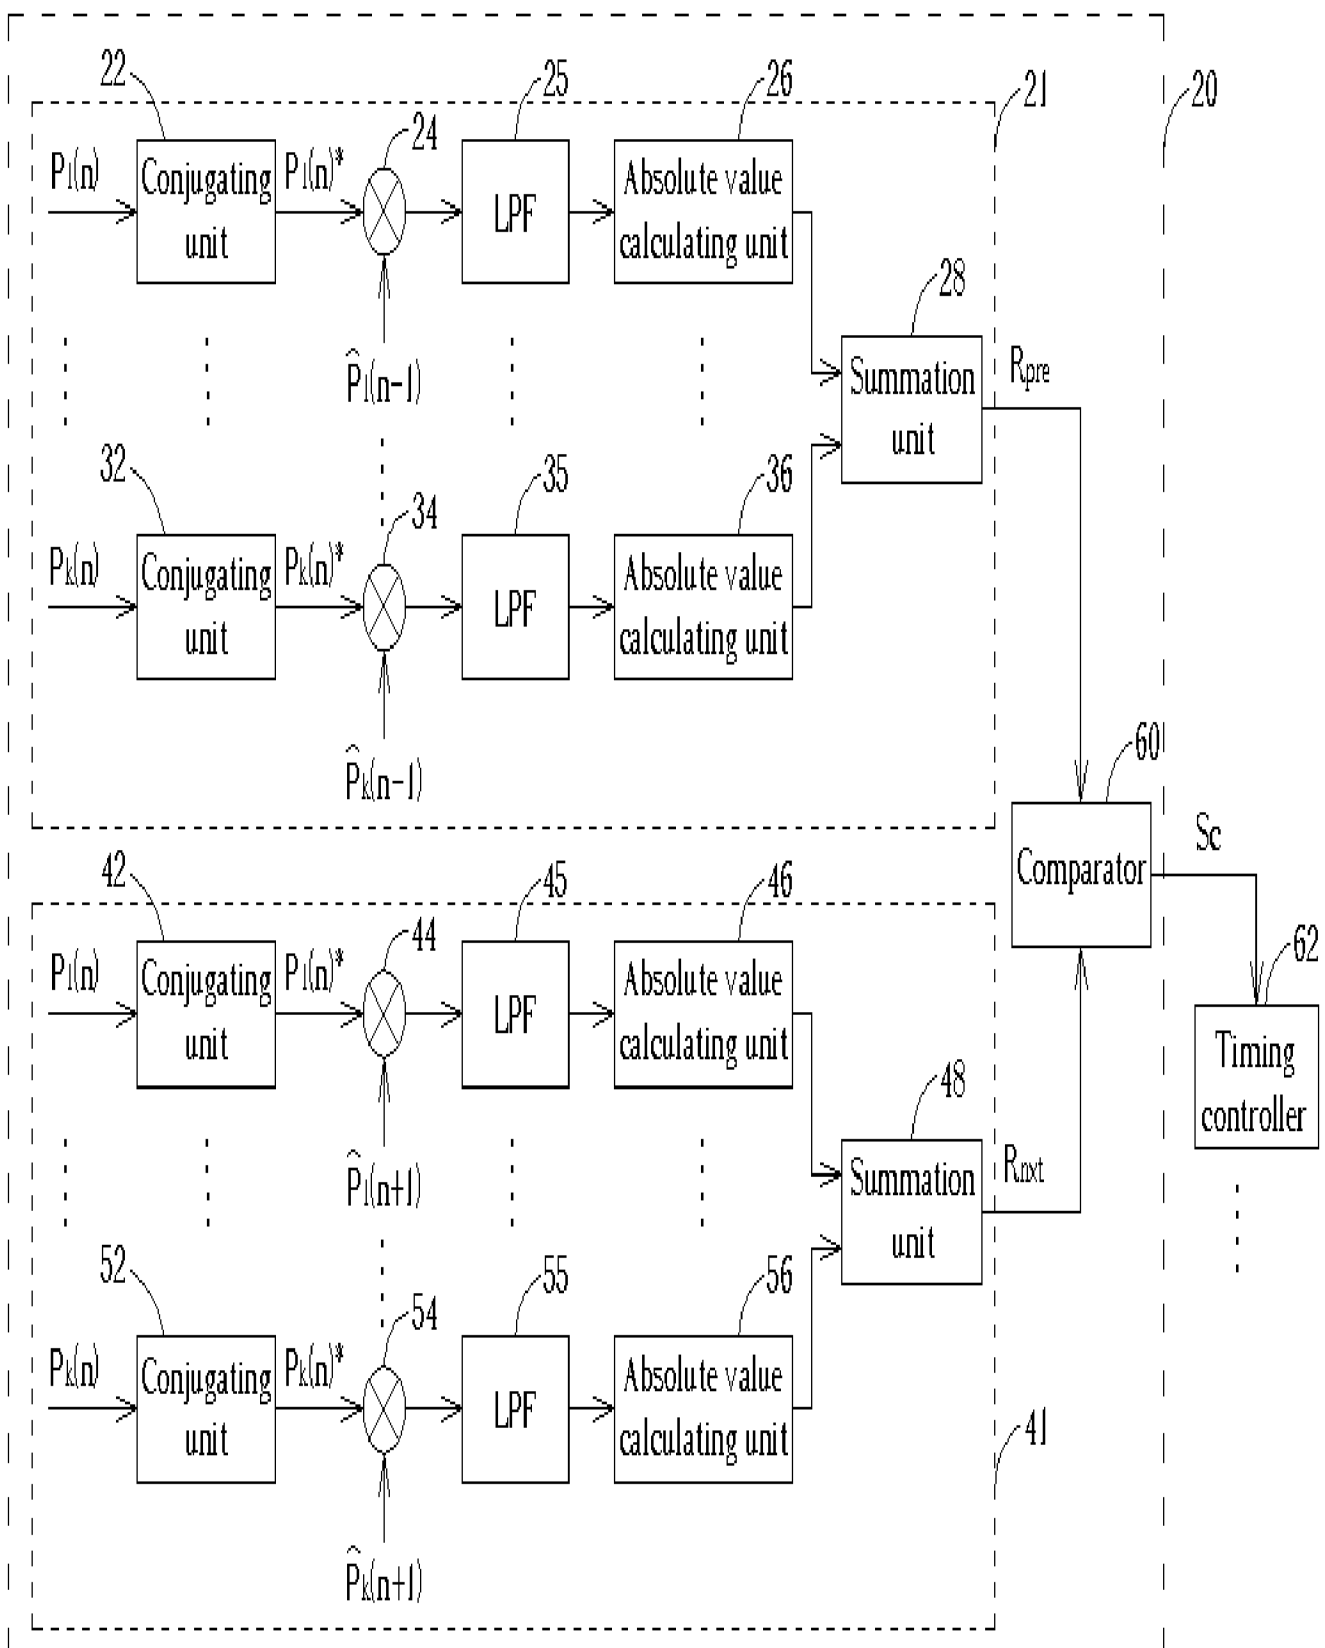 22
25
26
21
20
24
P1(n)
Conjugating
unit
P1(n)*
LPF
Absolute value
calculating unit
28
P̂1(n-1)
Summation
unit
Rpre
32
35
36
34
Pk(n)
Conjugating
unit
Pk(n)*
LPF
Absolute value
calculating unit
P̂k(n-1)
60
Comparator
Sc
42
45
46
44
62
P1(n)
Conjugating
unit
P1(n)*
LPF
Absolute value
calculating unit
Timing
controller
48
P̂1(n+1)
Summation
unit
Rnxt
52
55
56
54
Pk(n)
Conjugating
unit
Pk(n)*
LPF
Absolute value
calculating unit
41
P̂k(n+1)